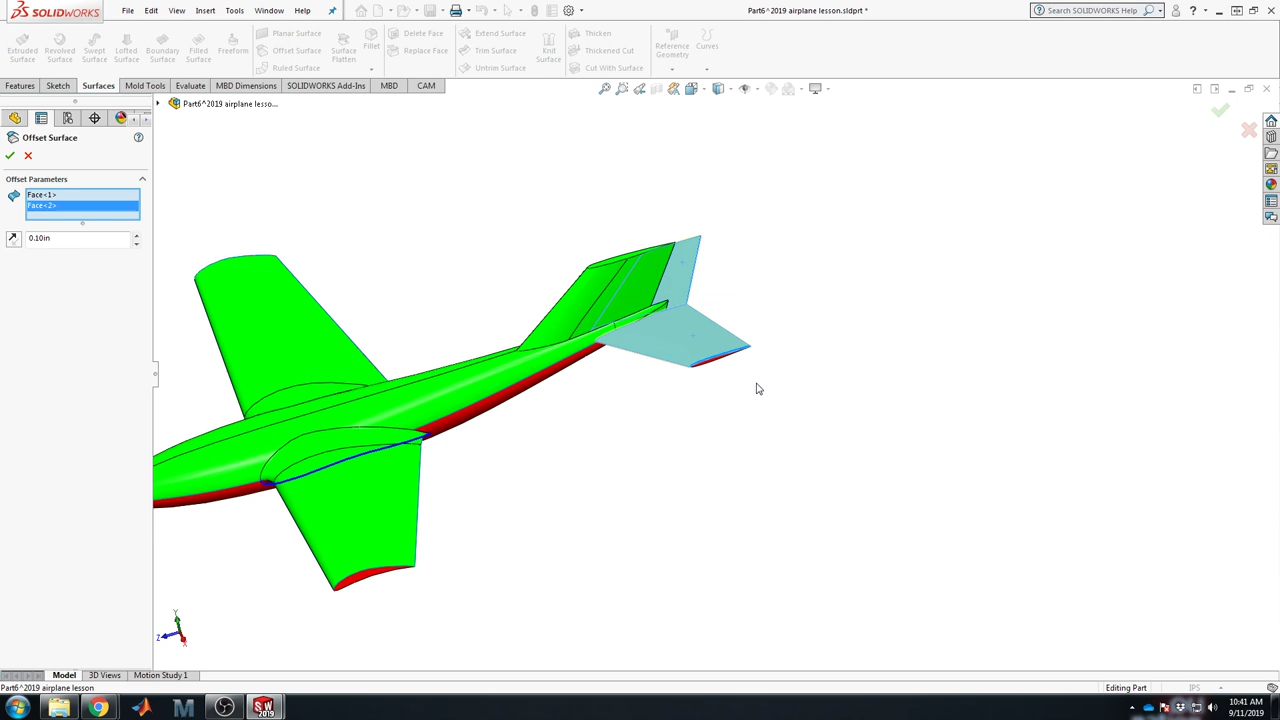 SOLIDWORKS File Edit View Insert Tools Window Help Part6^2019 airplane lesson.sldprt * Search SOLIDWORKS Help
Extruded Surface
Revolved Surface
Swept Surface
Lofted Surface
Boundary Surface
Filled Surface
Freeform
Planar Surface
Offset Surface
Ruled Surface
Surface Flatten
Fillet
Delete Face
Replace Face
Extend Surface
Trim Surface
Untrim Surface
Knit Surface
Thicken
Thickened Cut
Cut With Surface
Reference Geometry
Curves
Features Sketch Surfaces Mold Tools Evaluate MBD Dimensions SOLIDWORKS Add-Ins MBD CAM
Part6^2019 airplane lesso...
Offset Surface
Offset Parameters
Face<1>
Face<2>
0.10in
Y
Z
X
Model 3D Views Motion Study 1
Part6^2019 airplane lesson Editing Part IPS
SW 2019
10:41 AM
9/11/2019